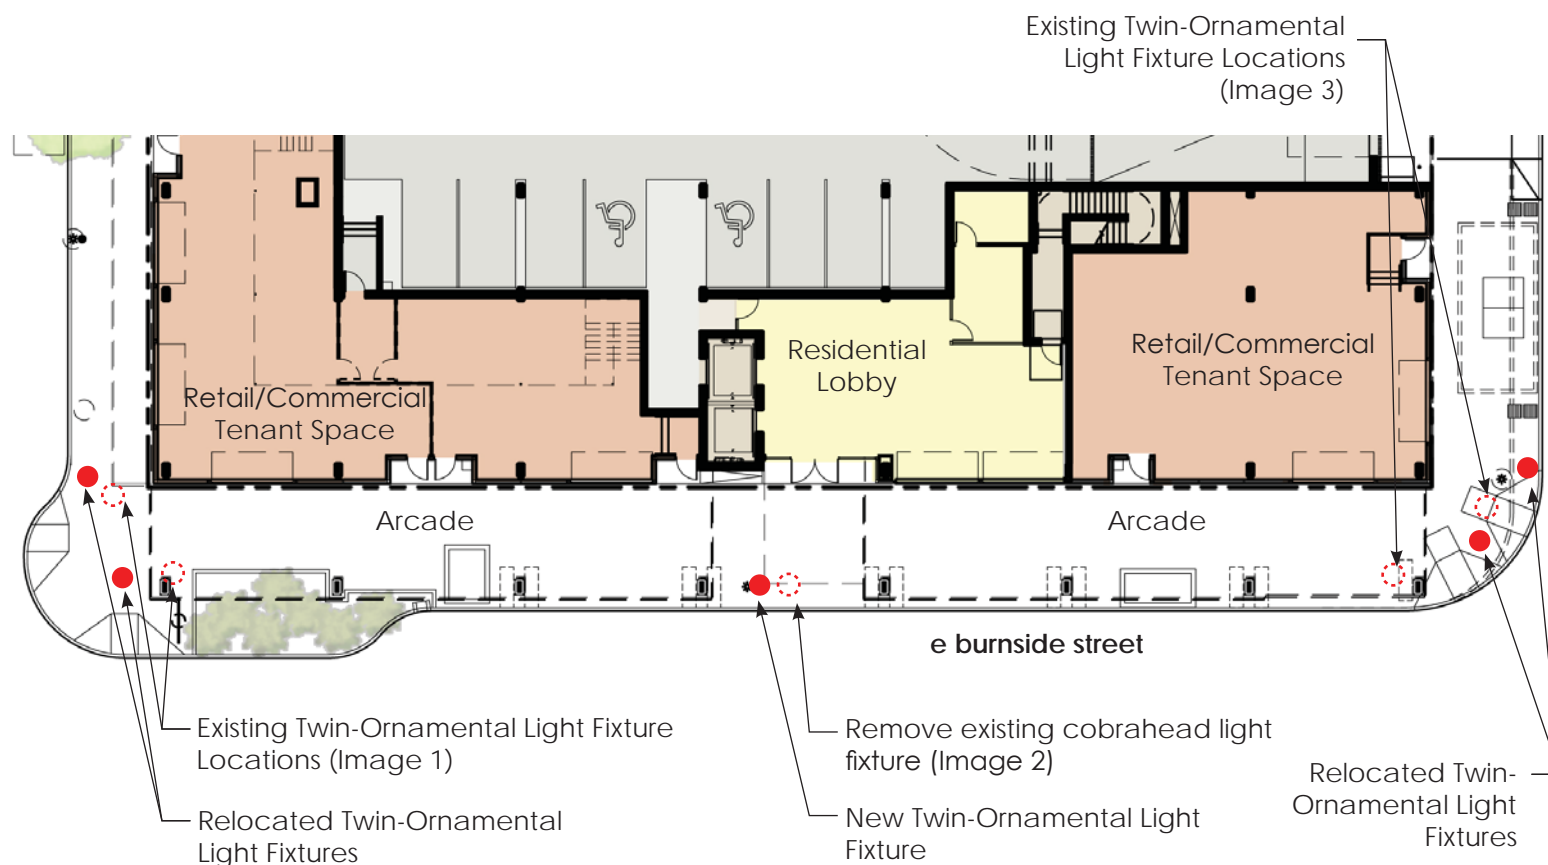 Existing Twin-Ornamental
Light Fixture Locations
(Image 3)
Residential
Lobby
Retail/Commercial
Tenant Space
Retail/Commercial
Tenant Space
Arcade
Arcade
e burnside street
Existing Twin-Ornamental Light Fixture
Locations (Image 1)
Remove existing cobrahead light
fixture (Image 2)
Relocated Twin-
Ornamental Light
Fixtures
Relocated Twin-Ornamental
Light Fixtures
New Twin-Ornamental Light
Fixture